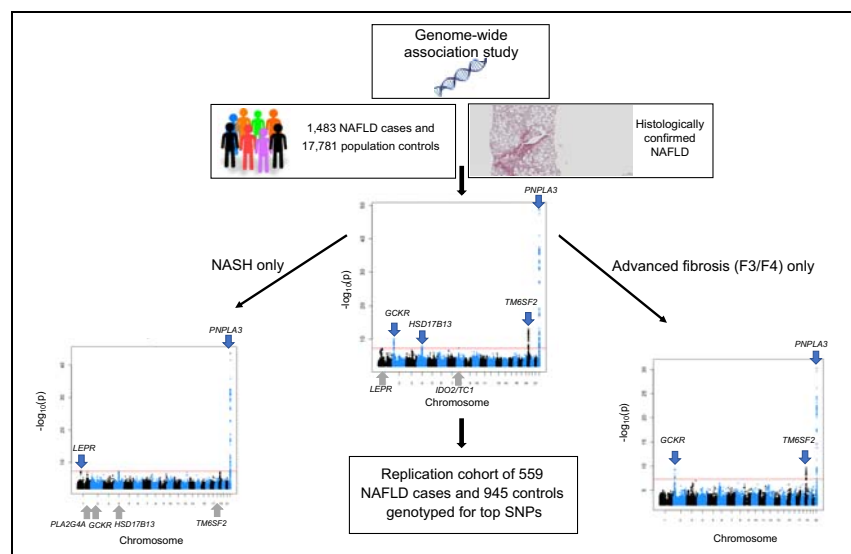 Genome-wide
association study
1,483 NAFLD cases and
17,781 population controls
Histologically
confirmed
NAFLD
NASH only
Advanced fibrosis (F3/F4) only
PNPLA3
GCKR
HSD17B13
TM6SF2
LEPR
IDO2/TC1
-log10(p)
Chromosome
PNPLA3
LEPR
PLA2G4A
GCKR
HSD17B13
TM6SF2
-log10(p)
Chromosome
PNPLA3
GCKR
TM6SF2
-log10(p)
Chromosome
Replication cohort of 559
NAFLD cases and 945 controls
genotyped for top SNPs